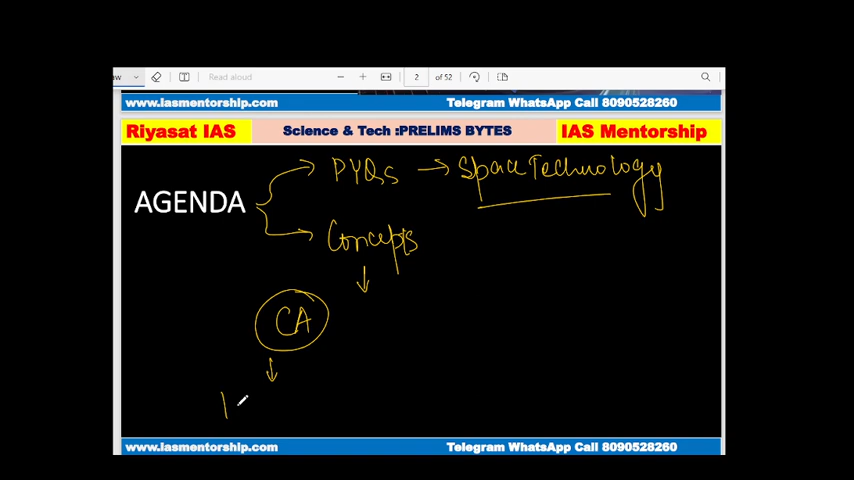 aw Read aloud 2 of 52
www.iasmentorship.com Telegram WhatsApp Call 8090528260
Riyasat IAS Science & Tech :PRELIMS BYTES IAS Mentorship
PYQs → Space Technology
AGENDA
Concepts
CA
www.iasmentorship.com Telegram WhatsApp Call 8090528260